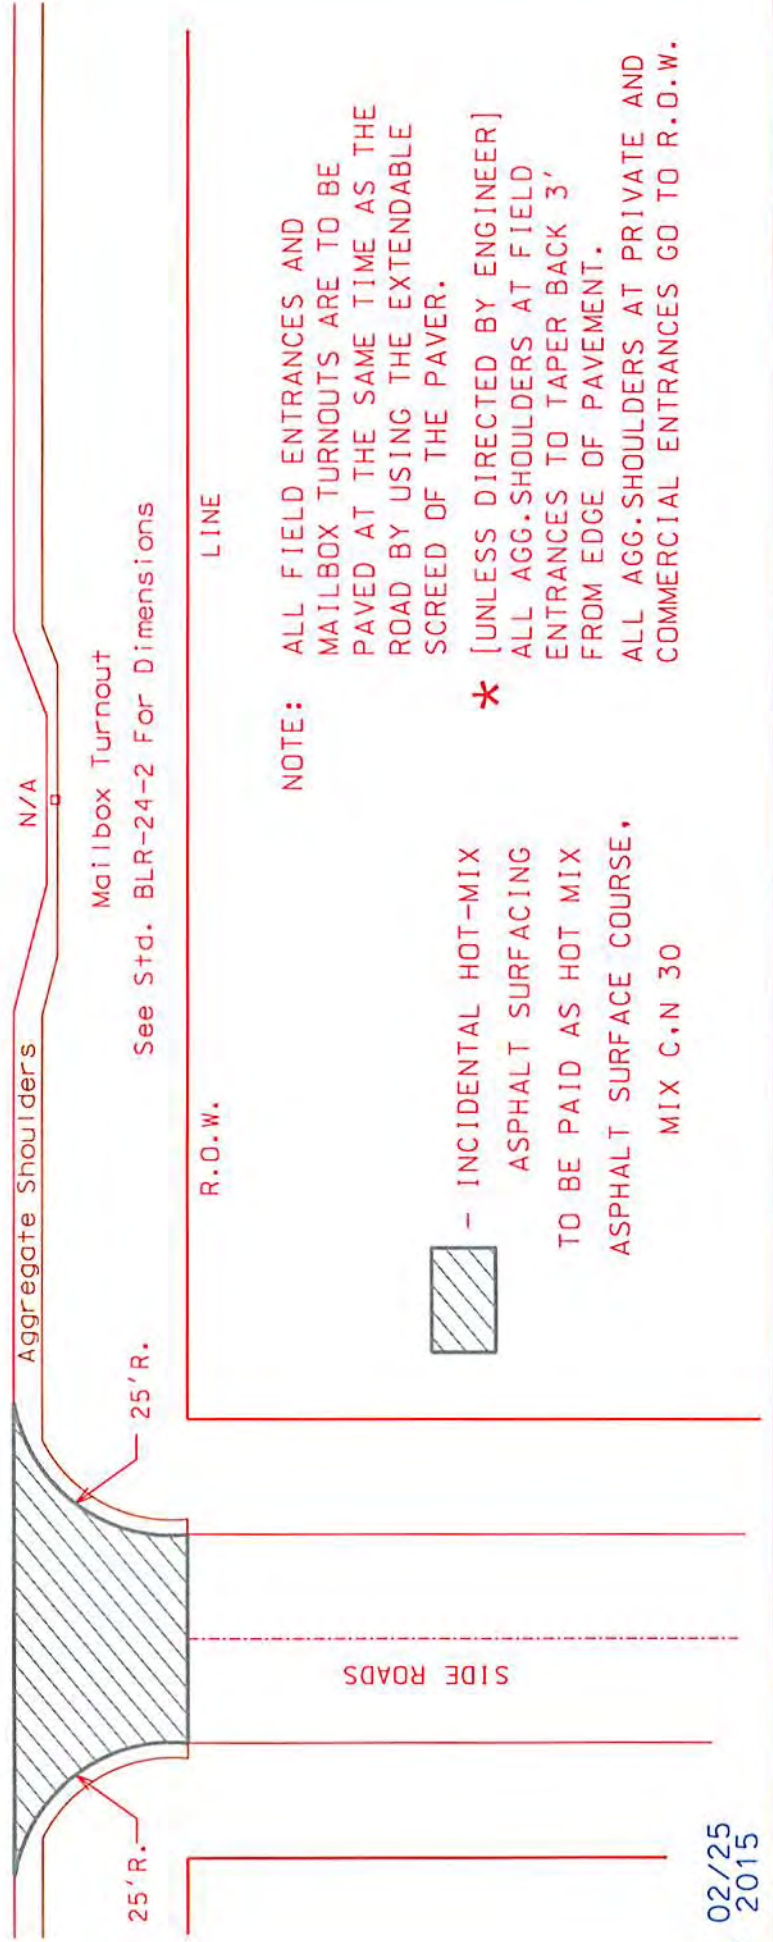 Aggregate Shoulders
N/A
Mailbox Turnout
See Std. BLR-24-2 For Dimensions
25'R.
25'R.
R.O.W.
LINE
SIDE ROADS
NOTE: ALL FIELD ENTRANCES AND
MAILBOX TURNOUTS ARE TO BE
PAVED AT THE SAME TIME AS THE
ROAD BY USING THE EXTENDABLE
SCREED OF THE PAVER.
* [UNLESS DIRECTED BY ENGINEER]
ALL AGG.SHOULDERS AT FIELD
ENTRANCES TO TAPER BACK 3'
FROM EDGE OF PAVEMENT.
ALL AGG.SHOULDERS AT PRIVATE AND
COMMERCIAL ENTRANCES GO TO R.O.W.
- INCIDENTAL HOT-MIX
ASPHALT SURFACING
TO BE PAID AS HOT MIX
ASPHALT SURFACE COURSE,
MIX C,N 30
02/25
2015